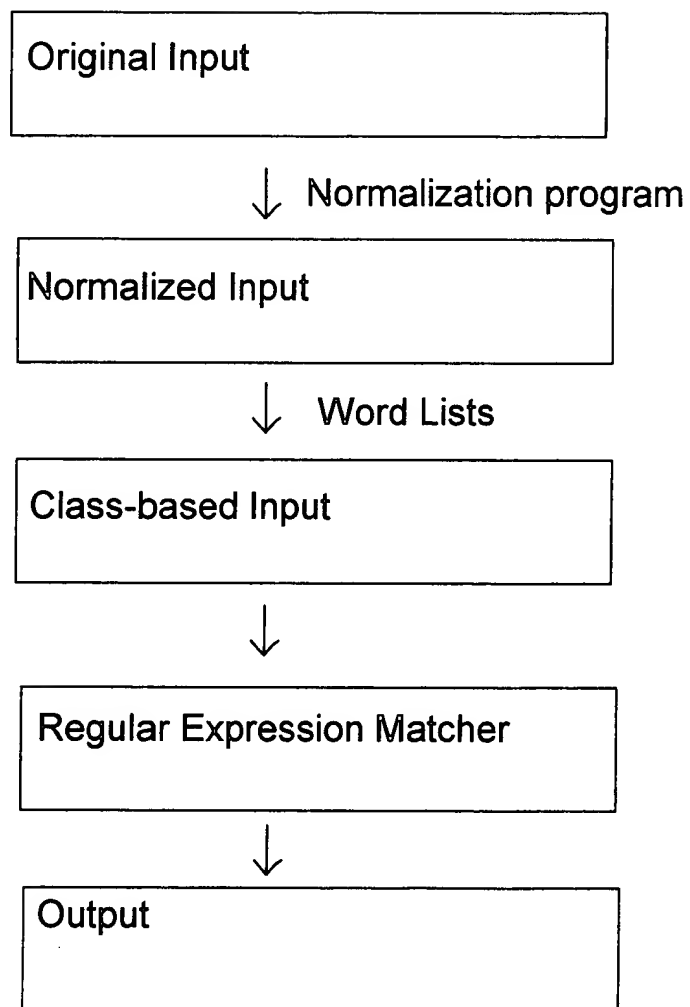 Original Input
Normalization program
Normalized Input
Word Lists
Class-based Input
Regular Expression Matcher
Output